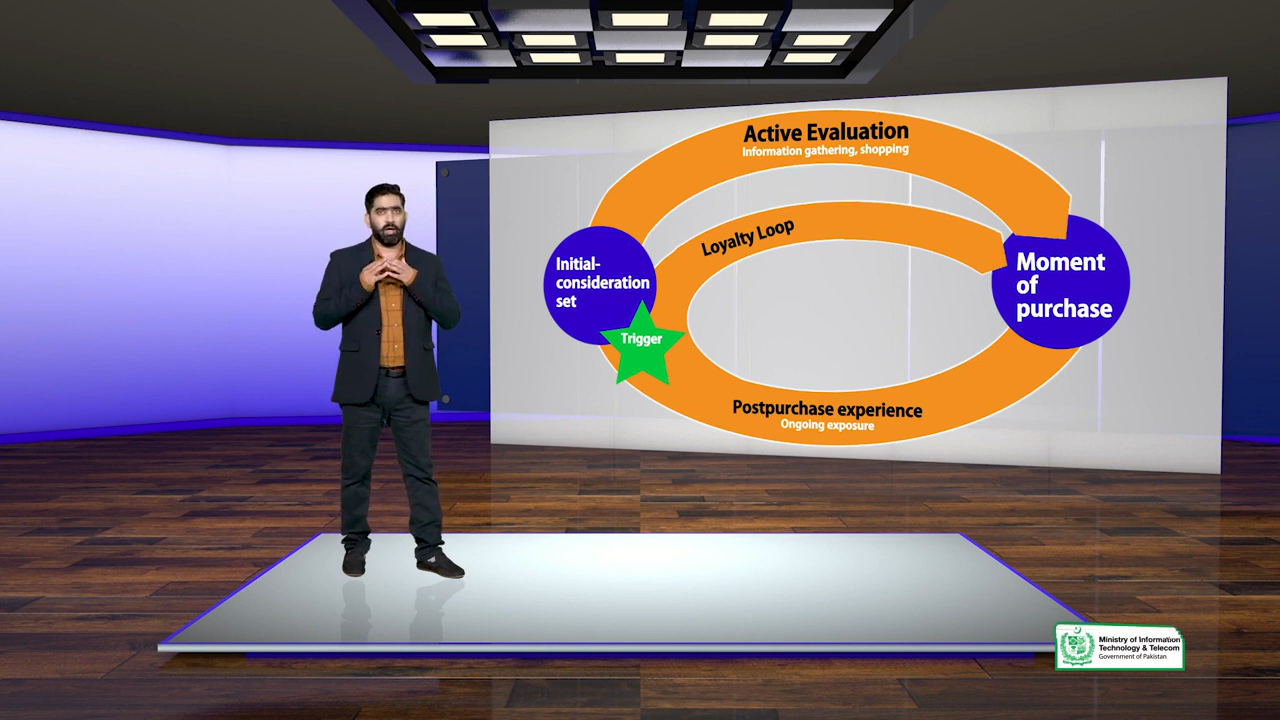 Active Evaluation
Information gathering, shopping
Loyalty Loop
Initial-
consideration
set
Trigger
Moment
of
purchase
Postpurchase experience
Ongoing exposure
Ministry of Information
Technology & Telecom
Government of Pakistan